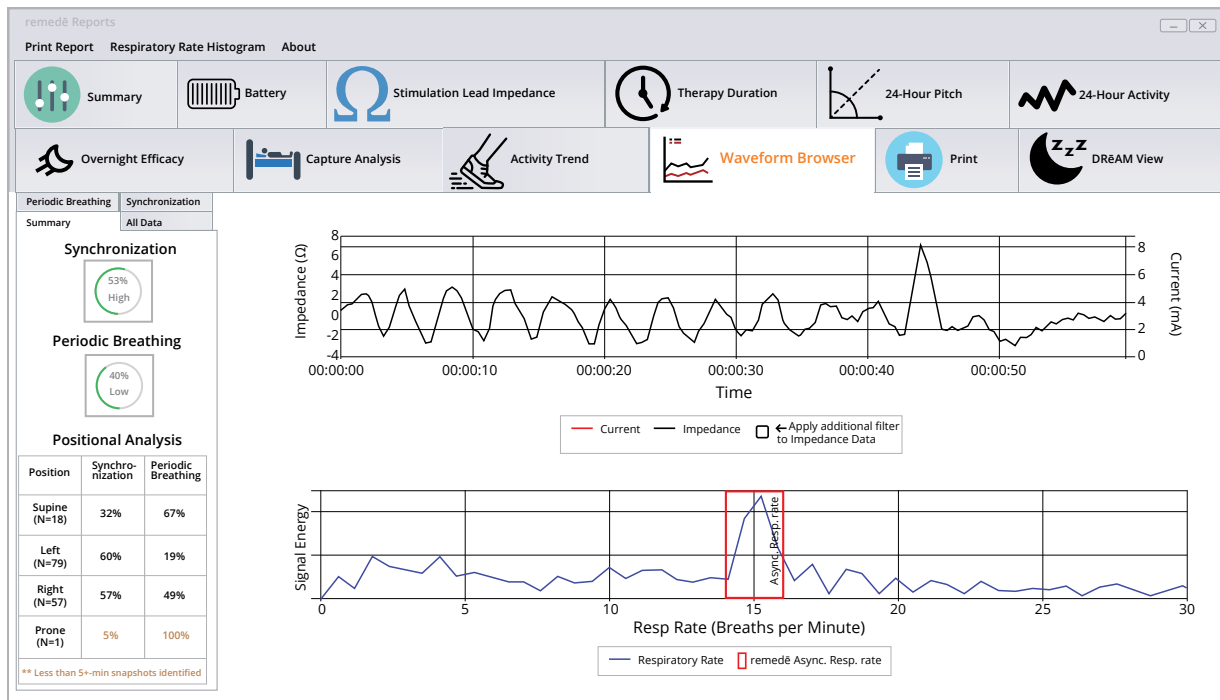 remedē Reports
Print Report Respiratory Rate Histogram About
Summary
Battery
Stimulation Lead Impedance
Therapy Duration
24-Hour Pitch
24-Hour Activity
Overnight Efficacy
Capture Analysis
Activity Trend
Waveform Browser
Print
DRēAM View
Periodic Breathing Synchronization
Summary All Data
Synchronization
53%
High
Periodic Breathing
40%
Low
Positional Analysis
Position Synchro-
nization Periodic
Breathing
Supine
(N=18) 32% 67%
Left
(N=79) 60% 19%
Right
(N=57) 57% 49%
Prone
(N=1) 5% 100%
** Less than 5+-min snapshots identified
Impedance (Ω)
8
6
4
2
0
-2
-4
8
6
4
2
0
Current (mA)
00:00:00 00:00:10 00:00:20 00:00:30 00:00:40 00:00:50
Time
Current Impedance ←Apply additional filter
to Impedance Data
Signal Energy
Async. Resp. rate
0 5 10 15 20 25 30
Resp Rate (Breaths per Minute)
Respiratory Rate remedē Async. Resp. rate